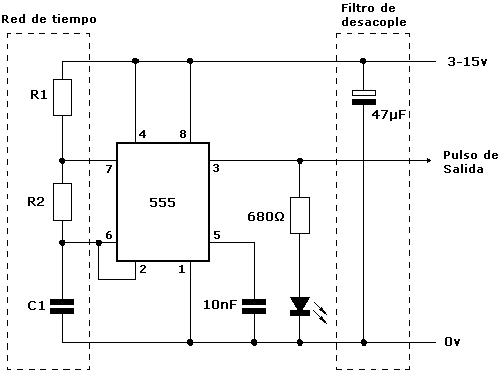 Red de tiempo
Filtro de
desacople
3-15v
R1
47µF
4
8
Pulso de
Salida
7
3
555
R2
680Ω
6
5
2
1
C1
10nF
0v